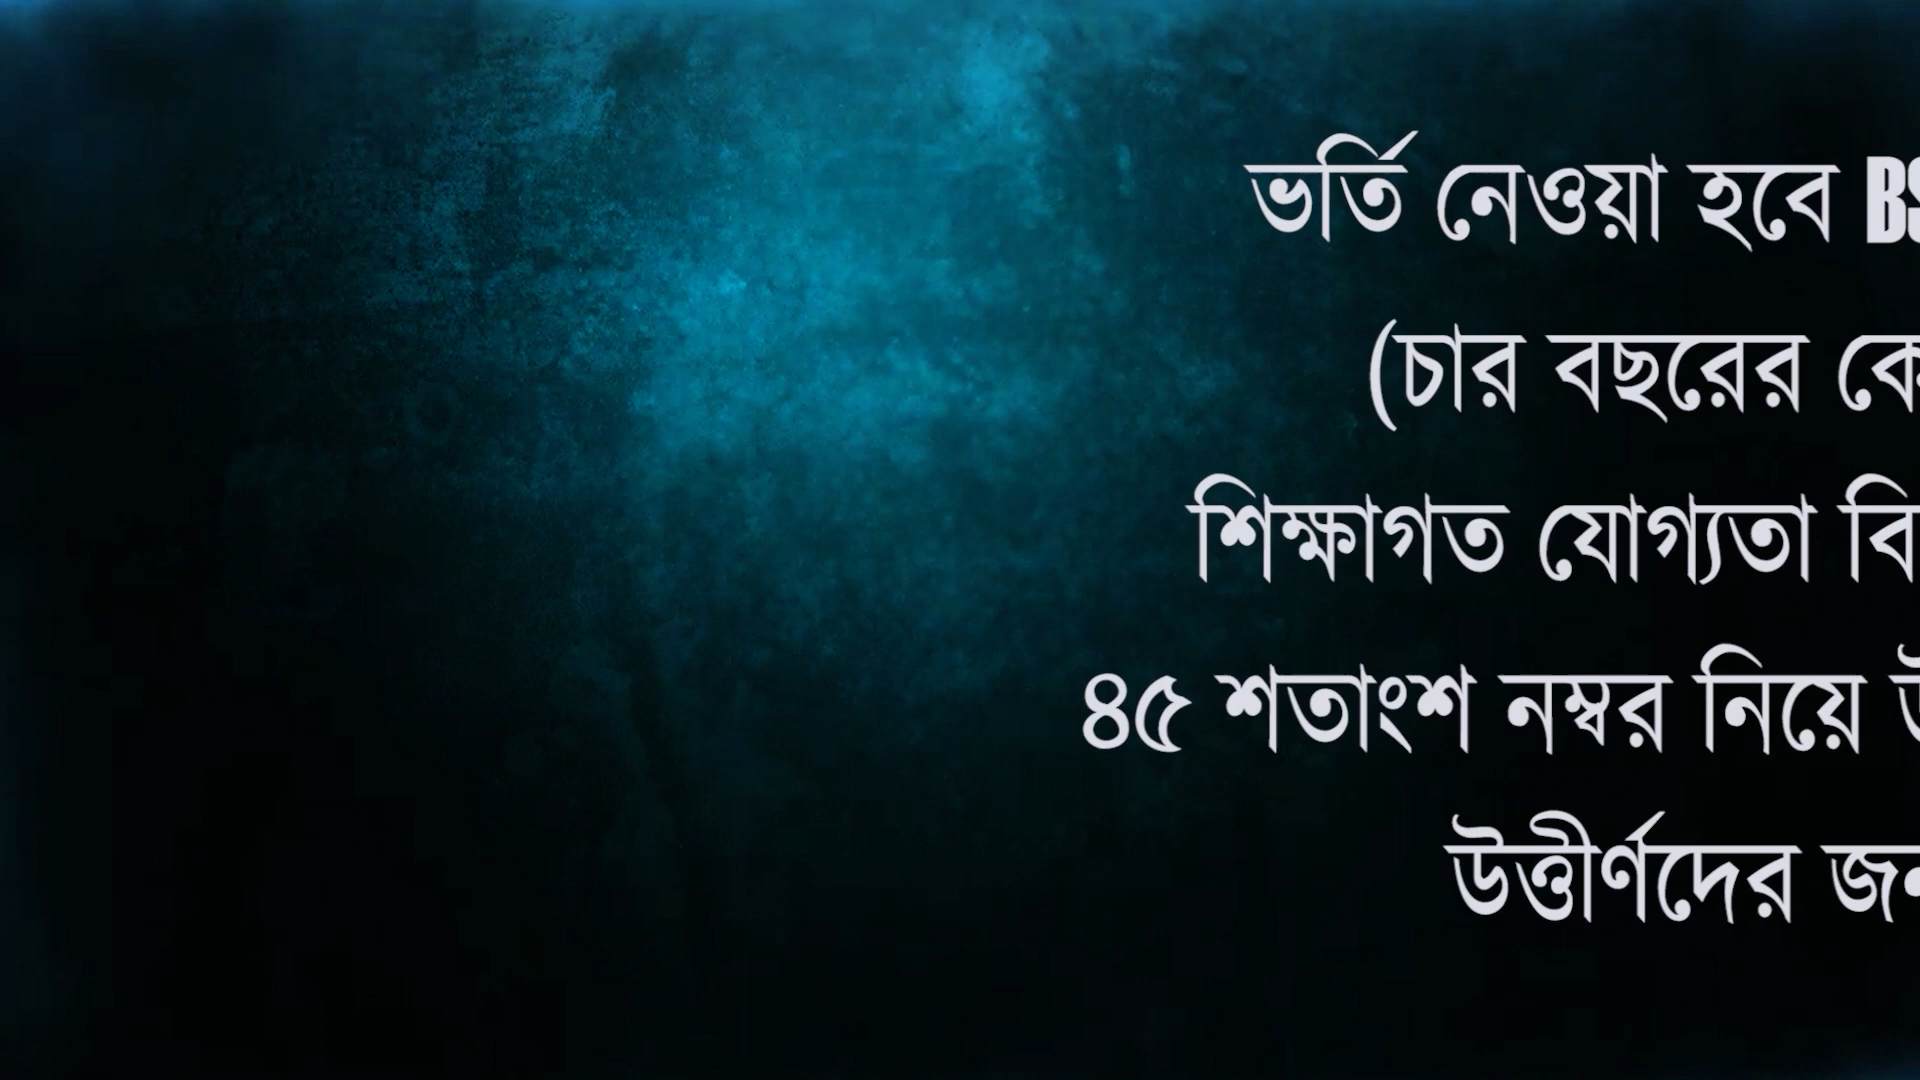 ভর্তি নেওয়া হবে
(চার বছরের
শিক্ষাগত যোগ্যতা
৪৫ শতাংশ নম্বর নিয়ে
উত্তীর্ণদের